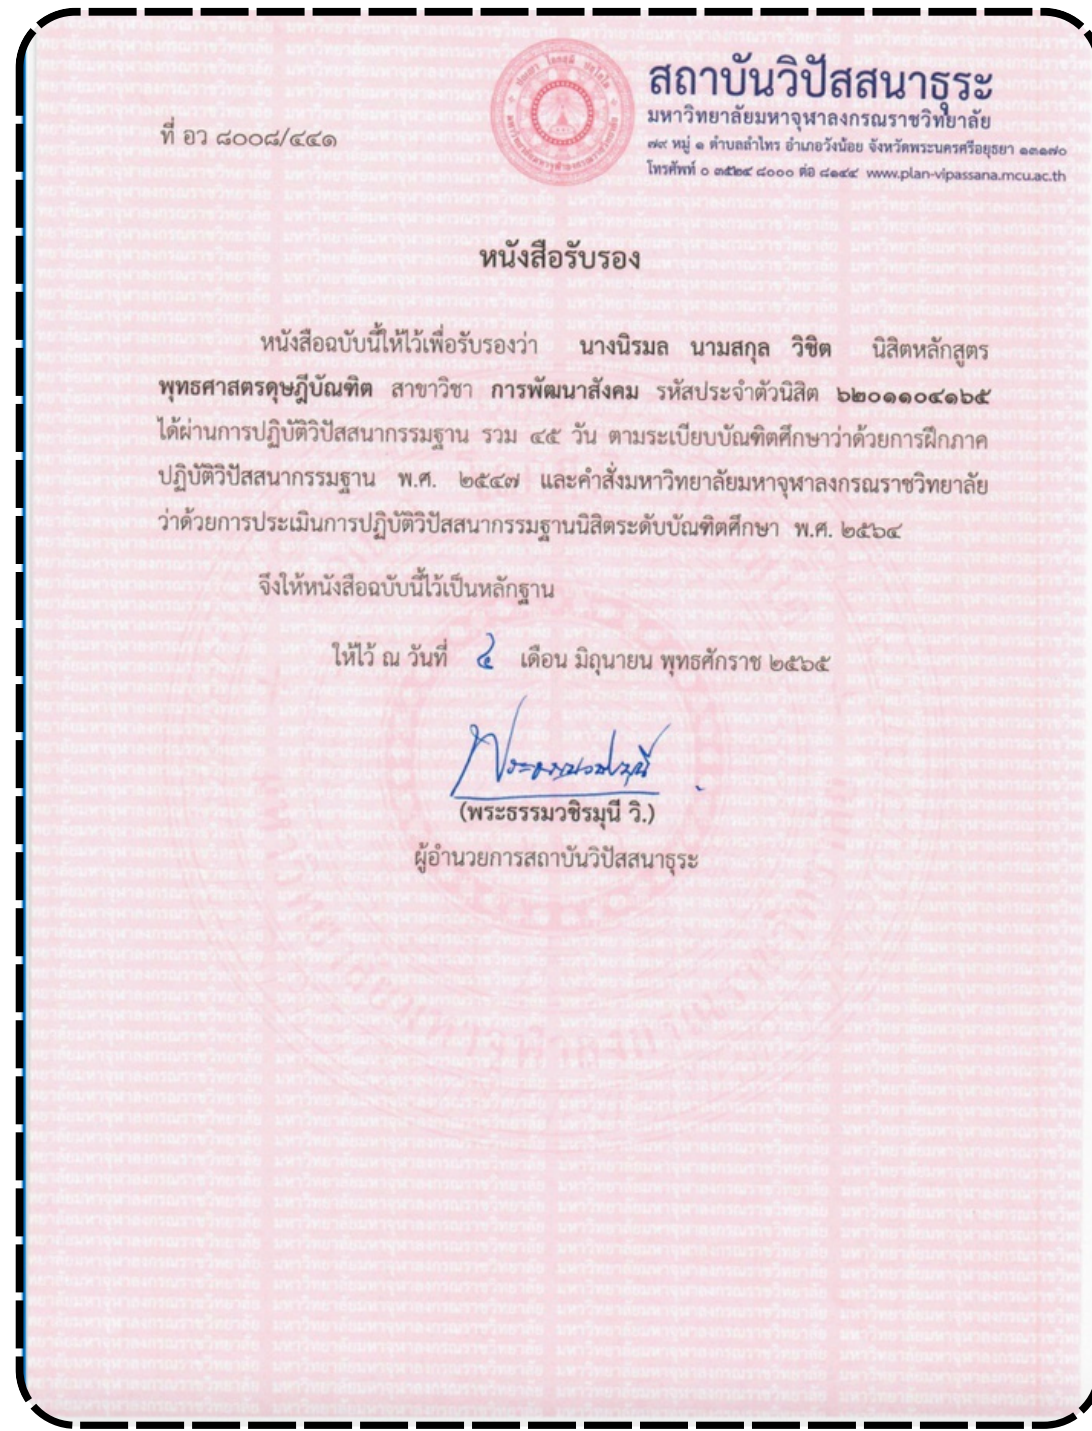 สถาบันวิปัสสนาธุระ
มหาวิทยาลัยมหาจุฬาลงกรณราชวิทยาลัย
๗๙ หมู่ ๑ ตำบลลำไทร อำเภอวังน้อย จังหวัดพระนครศรีอยุธยา ๑๓๑๗๐
โทรศัพท์ ๐ ๓๕๒๔ ๘๐๐๐ ต่อ ๘๑๔๔ www.plan-vipassana.mcu.ac.th
ที่ อว ๘๐๐๘/๔๔๑
หนังสือรับรอง
หนังสือฉบับนี้ให้ไว้เพื่อรับรองว่า นางนิรมล นามสกุล วิชิต นิสิตหลักสูตร
พุทธศาสตรดุษฎีบัณฑิต สาขาวิชา การพัฒนาสังคม รหัสประจำตัวนิสิต ๖๒๐๑๑๐๔๑๖๕
ได้ผ่านการปฏิบัติวิปัสสนากรรมฐาน รวม ๔๕ วัน ตามระเบียบบัณฑิตศึกษาว่าด้วยการฝึกภาค
ปฏิบัติวิปัสสนากรรมฐาน พ.ศ. ๒๕๔๗ และคำสั่งมหาวิทยาลัยมหาจุฬาลงกรณราชวิทยาลัย
ว่าด้วยการประเมินการปฏิบัติวิปัสสนากรรมฐานนิสิตระดับบัณฑิตศึกษา พ.ศ. ๒๕๖๔
จึงให้หนังสือฉบับนี้ไว้เป็นหลักฐาน
ให้ไว้ ณ วันที่ ๔ เดือน มิถุนายน พุทธศักราช ๒๕๖๕
(พระธรรมวชิรมุนี วิ.)
ผู้อำนวยการสถาบันวิปัสสนาธุระ